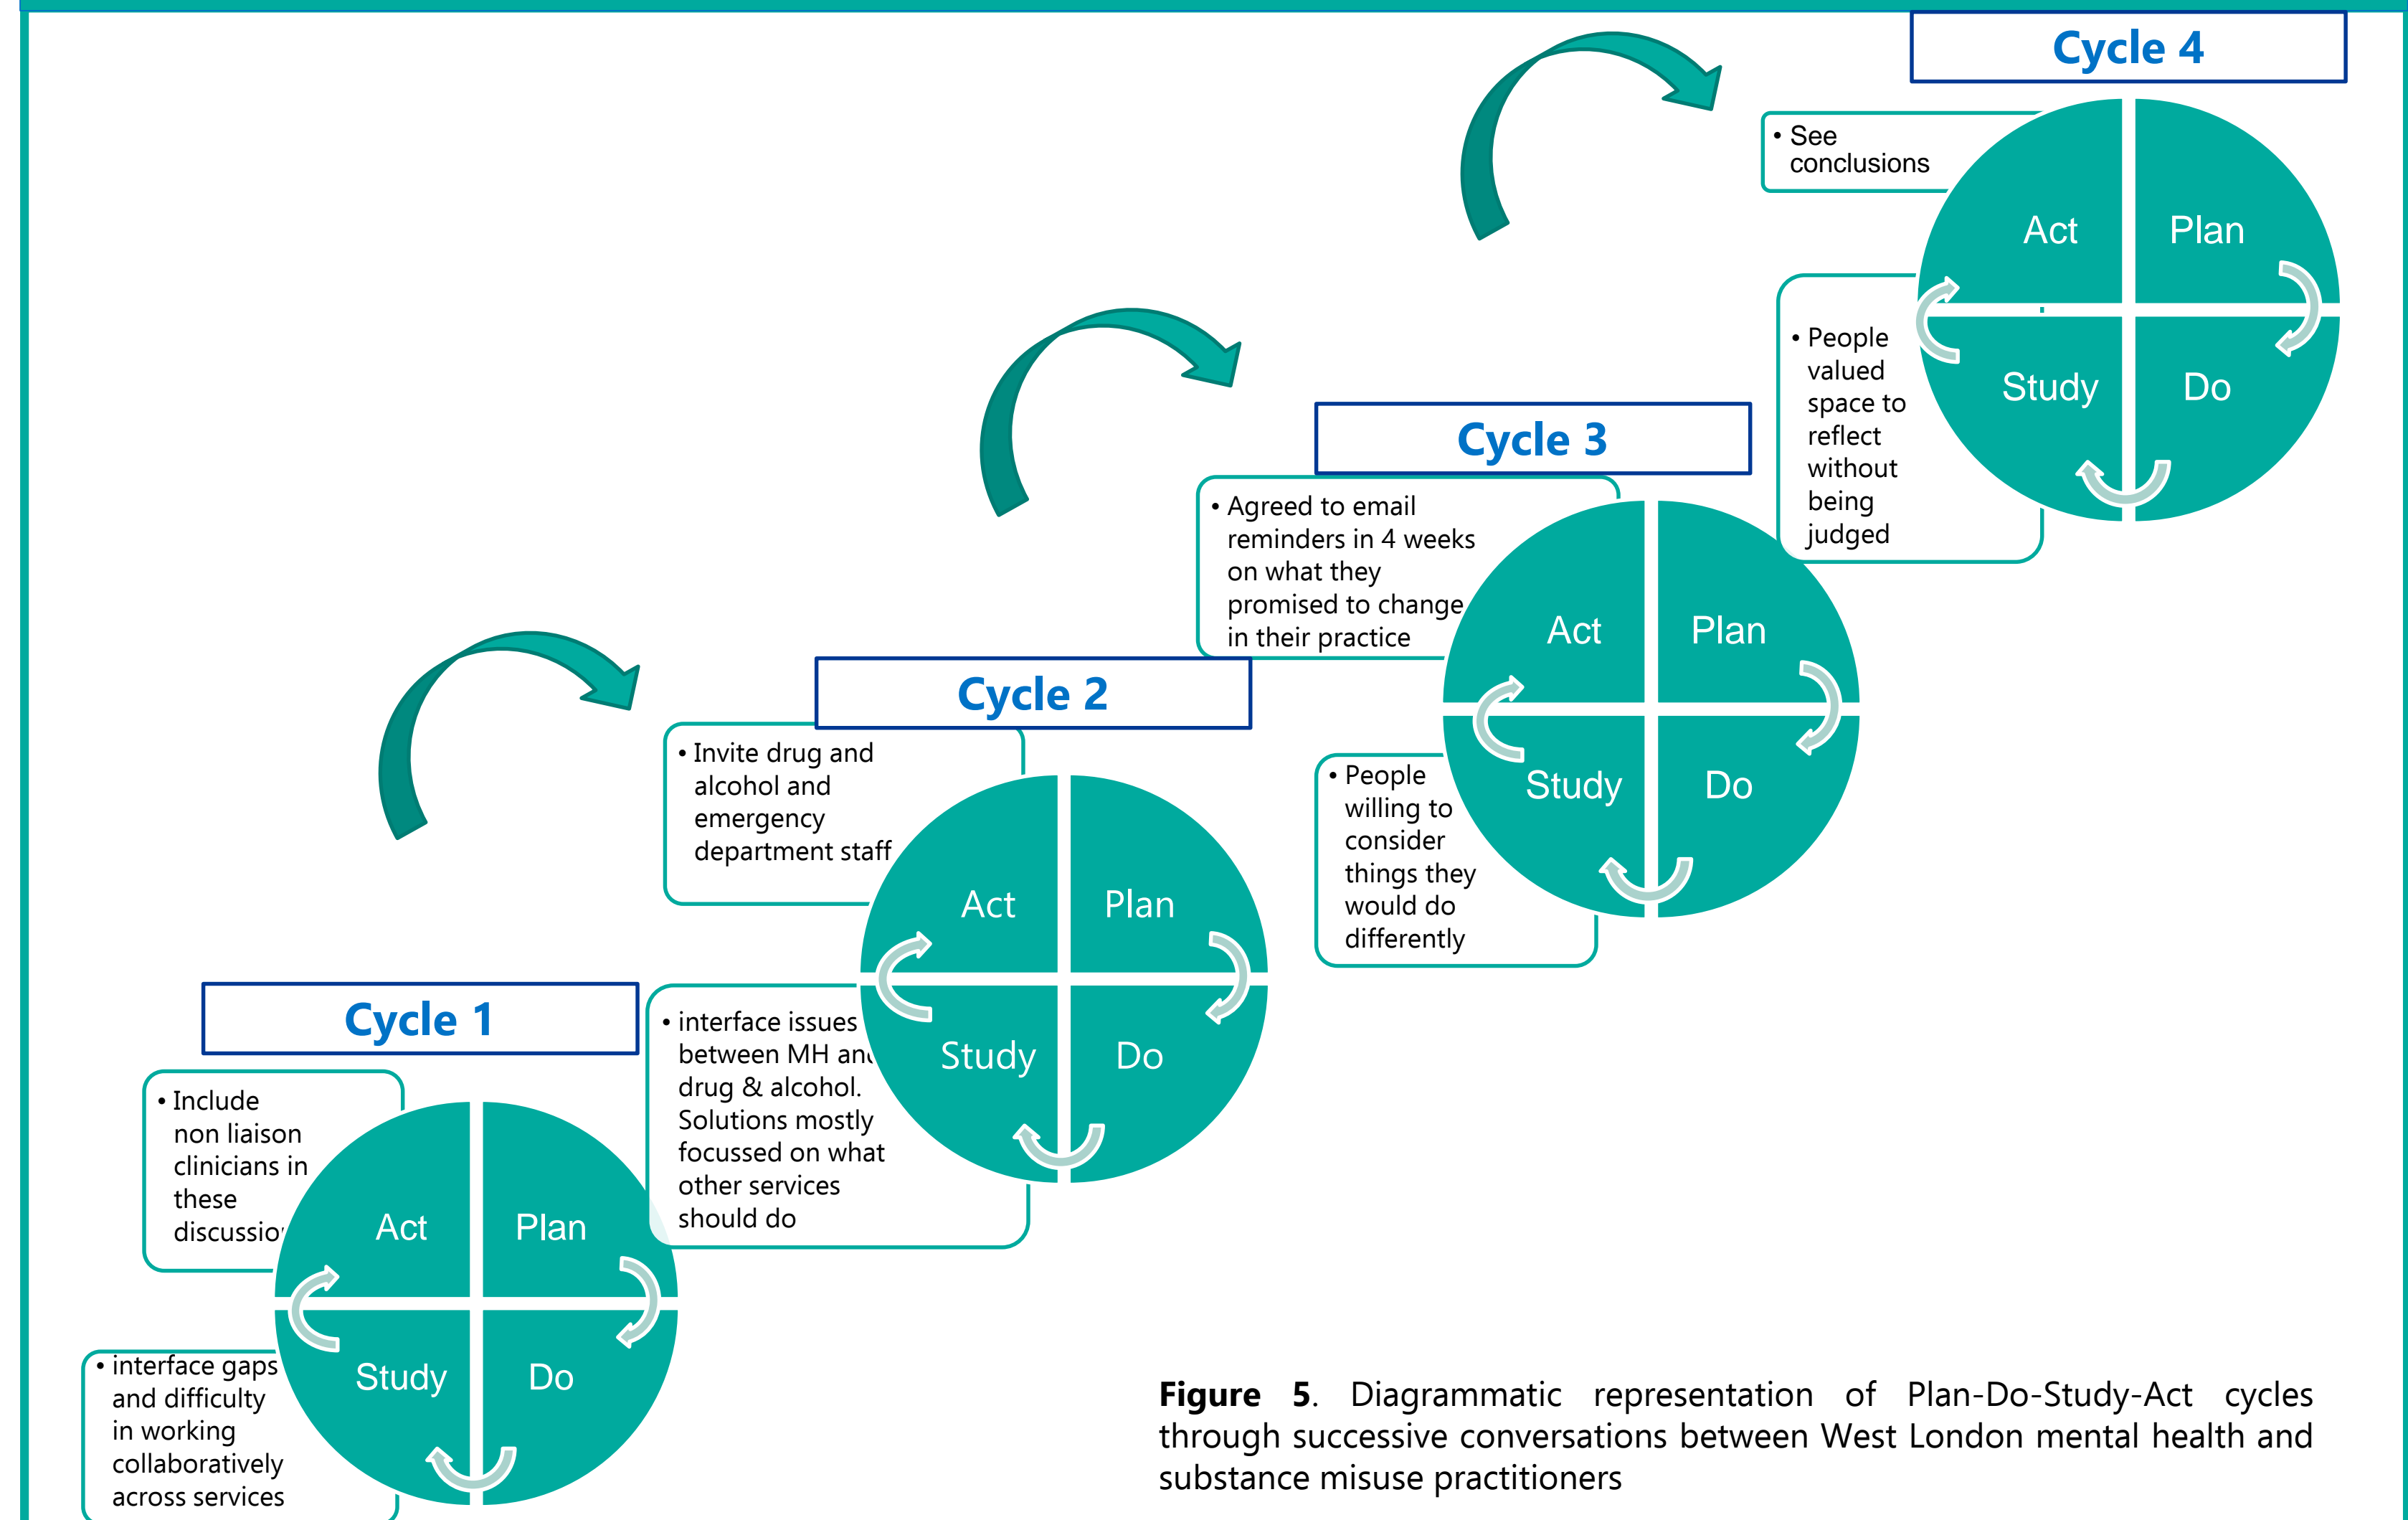 Cycle 4
• See
conclusions
Act
Plan
Study
Do
• People
valued
space to
reflect
without
being
judged
Cycle 3
• Agreed to email
reminders in 4 weeks
on what they
promised to change
in their practice
Act
Plan
Study
Do
• People
willing to
consider
things they
would do
differently
Cycle 2
• Invite drug and
alcohol and
emergency
department staff
Act
Plan
Study
Do
• interface issues
between MH and
drug & alcohol.
Solutions mostly
focussed on what
other services
should do
Cycle 1
• Include
non liaison
clinicians in
these
Act
Plan
Study
Do
• interface gaps
and difficulty
in working
collaboratively
across services
Figure 5. Diagrammatic representation of Plan-Do-Study-Act cycles
through successive conversations between West London mental health and
substance misuse practitioners